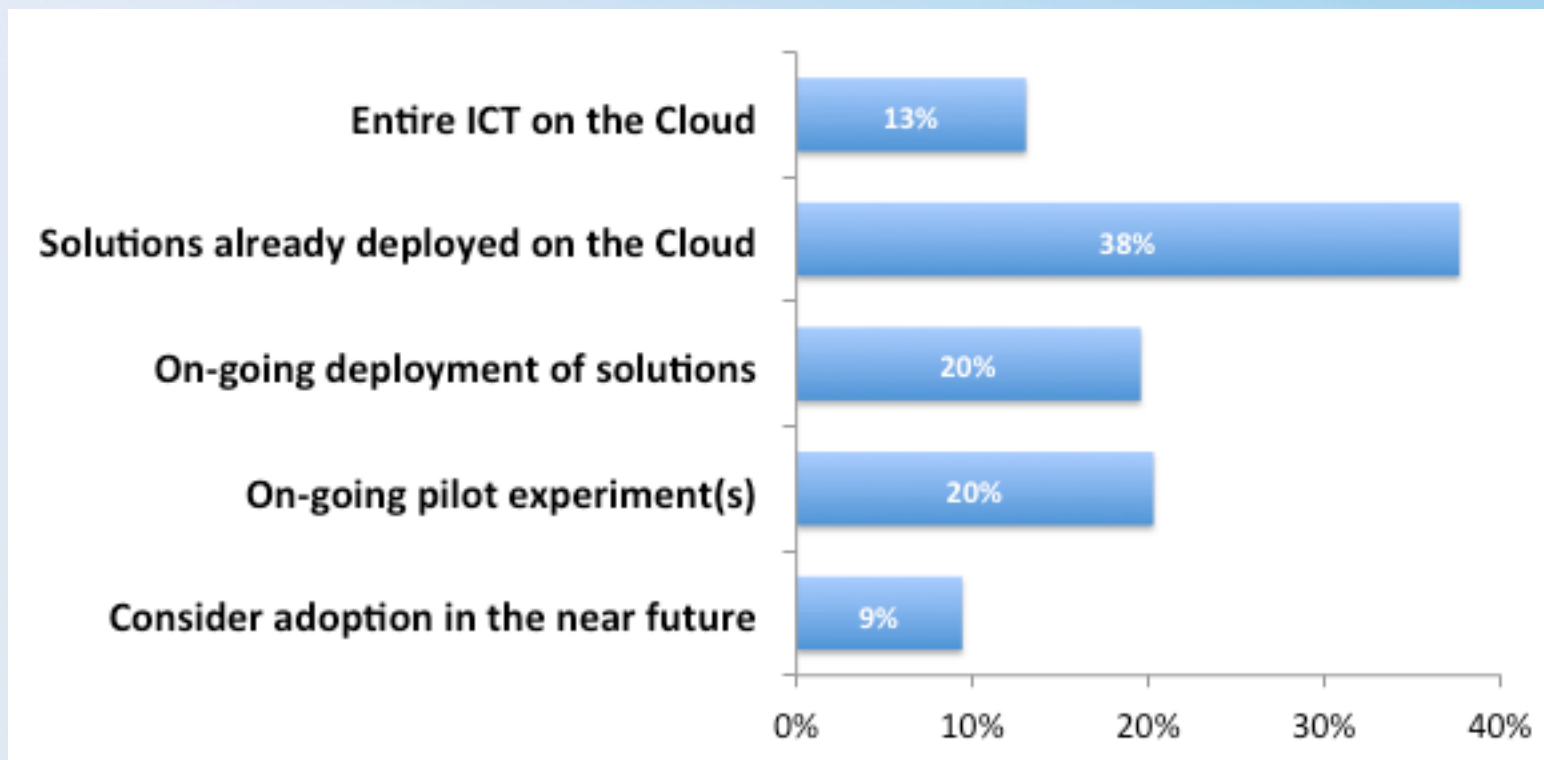 Entire ICT on the Cloud
13%
Solutions already deployed on the Cloud
38%
On-going deployment of solutions
20%
On-going pilot experiment(s)
20%
Consider adoption in the near future
9%
0% 10% 20% 30% 40%